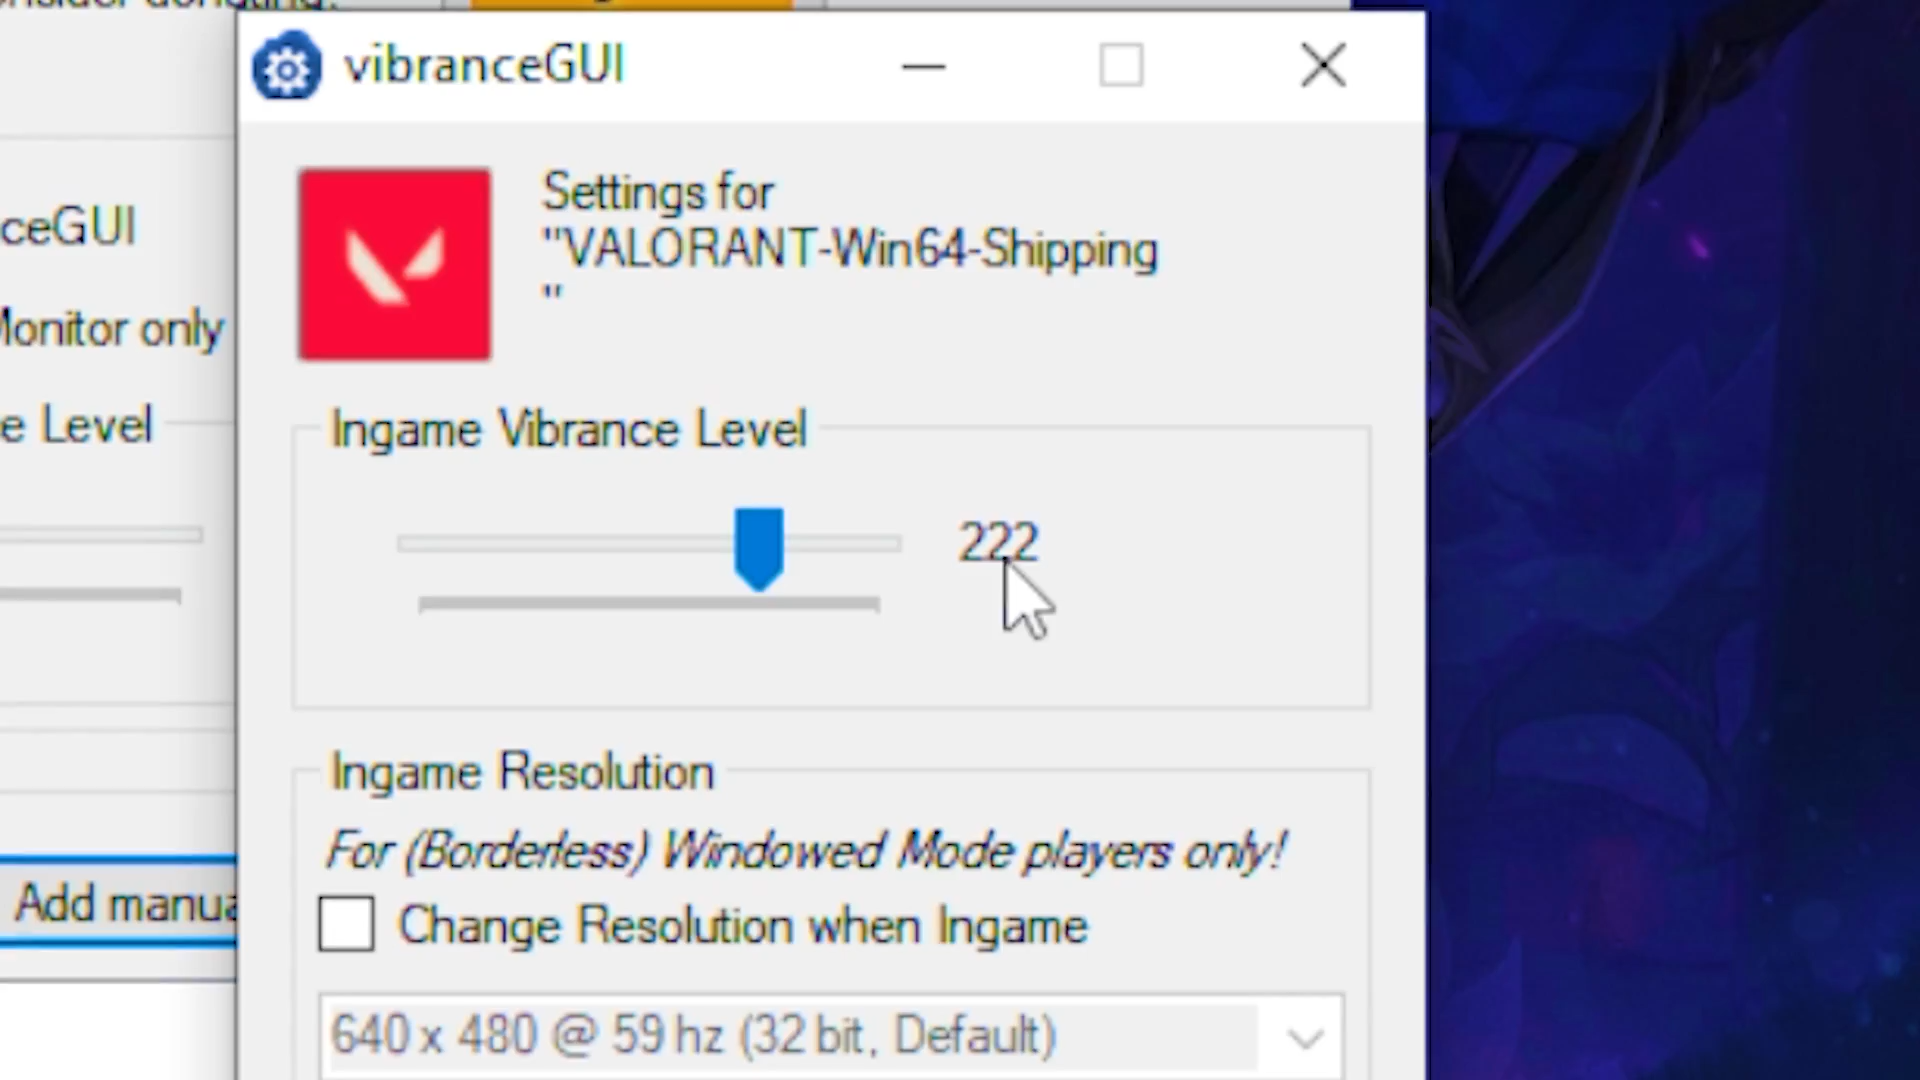 vibranceGUI
Settings for
"VALORANT-Win64-Shipping
"
ceGUI
Monitor only
e Level
Ingame Vibrance Level
222
Ingame Resolution
For (Borderless) Windowed Mode players only!
Add manua
Change Resolution when Ingame
640 x 480 @ 59 hz (32 bit, Default)